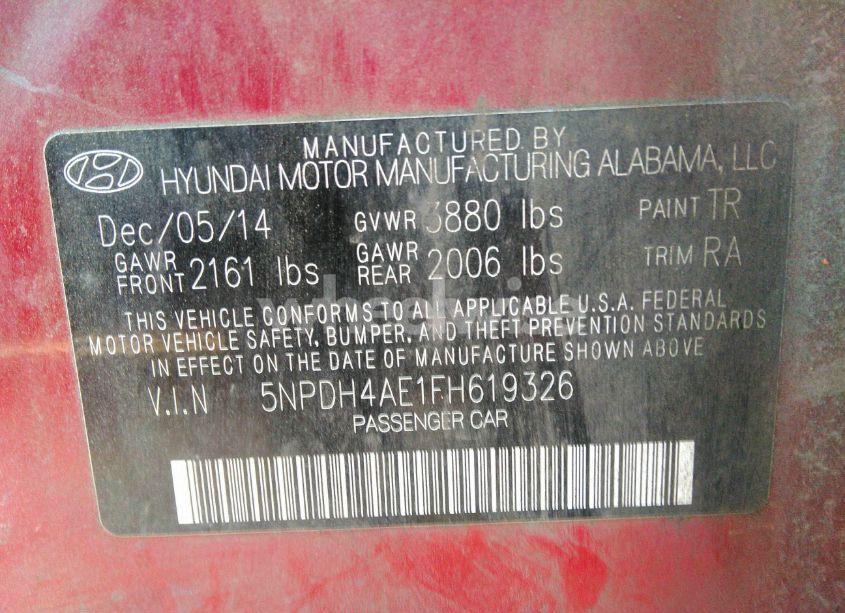 MANUFACTURED BY
HYUNDAI MOTOR MANUFACTURING ALABAMA, LLC
Dec/05/14 GVWR 3880 lbs PAINT TR
GAWR FRONT 2161 lbs GAWR REAR 2006 lbs TRIM RA
THIS VEHICLE CONFORMS TO ALL APPLICABLE U.S.A. FEDERAL
MOTOR VEHICLE SAFETY, BUMPER, AND THEFT PREVENTION STANDARDS
IN EFFECT ON THE DATE OF MANUFACTURE SHOWN ABOVE.
V.I.N 5NPDH4AE1FH619326
PASSENGER CAR